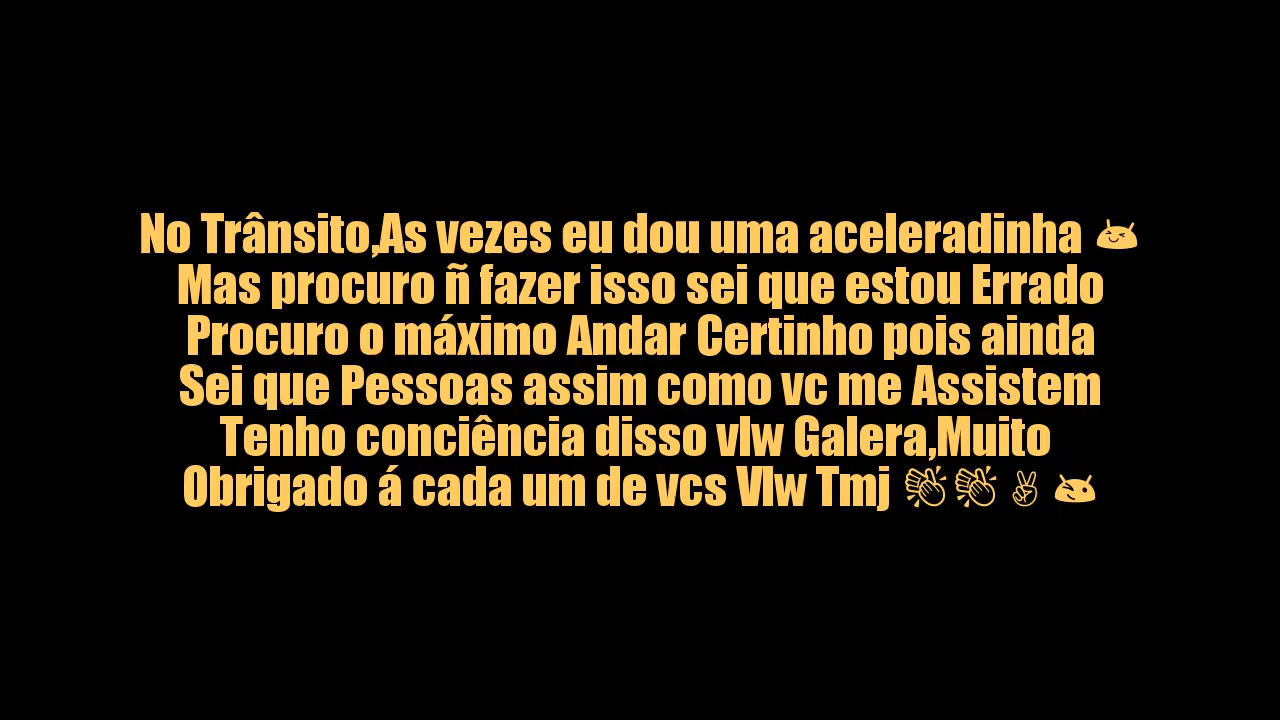 No Trânsito,As vezes eu dou uma aceleradinha 😆
Mas procuro ñ fazer isso sei que estou Errado
Procuro o máximo Andar Certinho pois ainda
Sei que Pessoas assim como vc me Assistem
Tenho conciência disso vlw Galera,Muito
Obrigado á cada um de vcs Vlw Tmj 👏👏✌😉